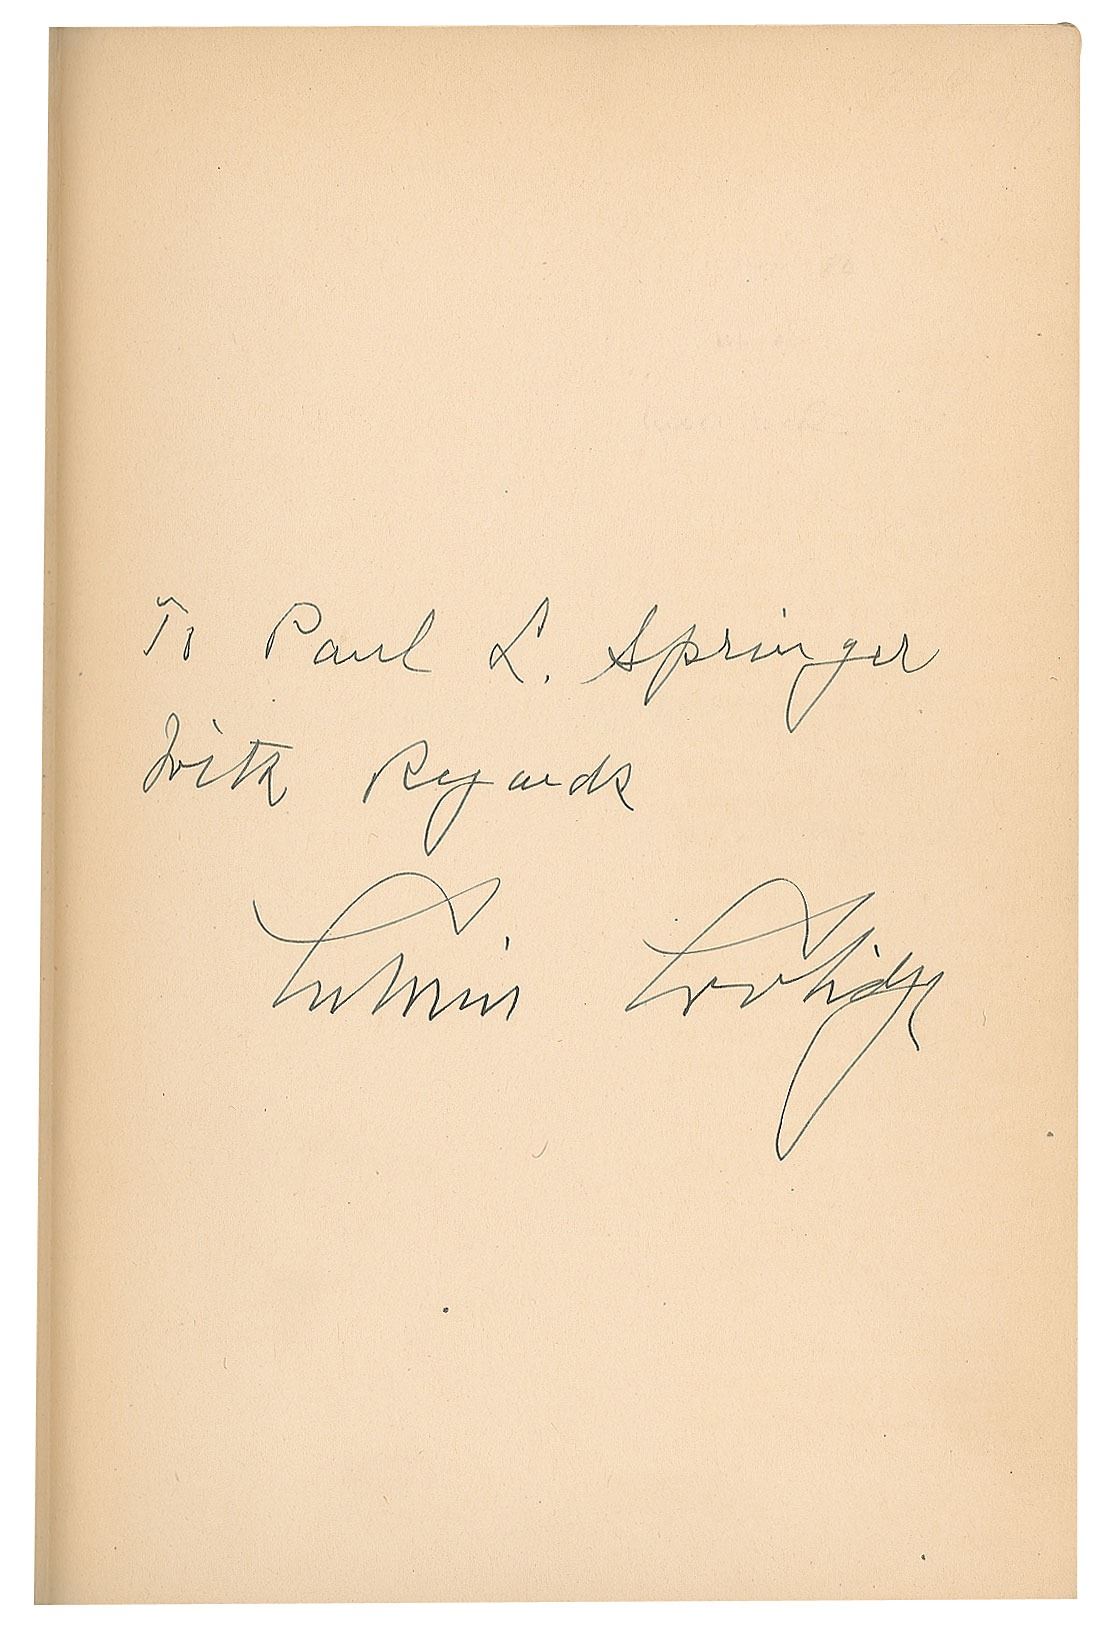 To Paul L. Springer
With Regards
Calvin Coolidge